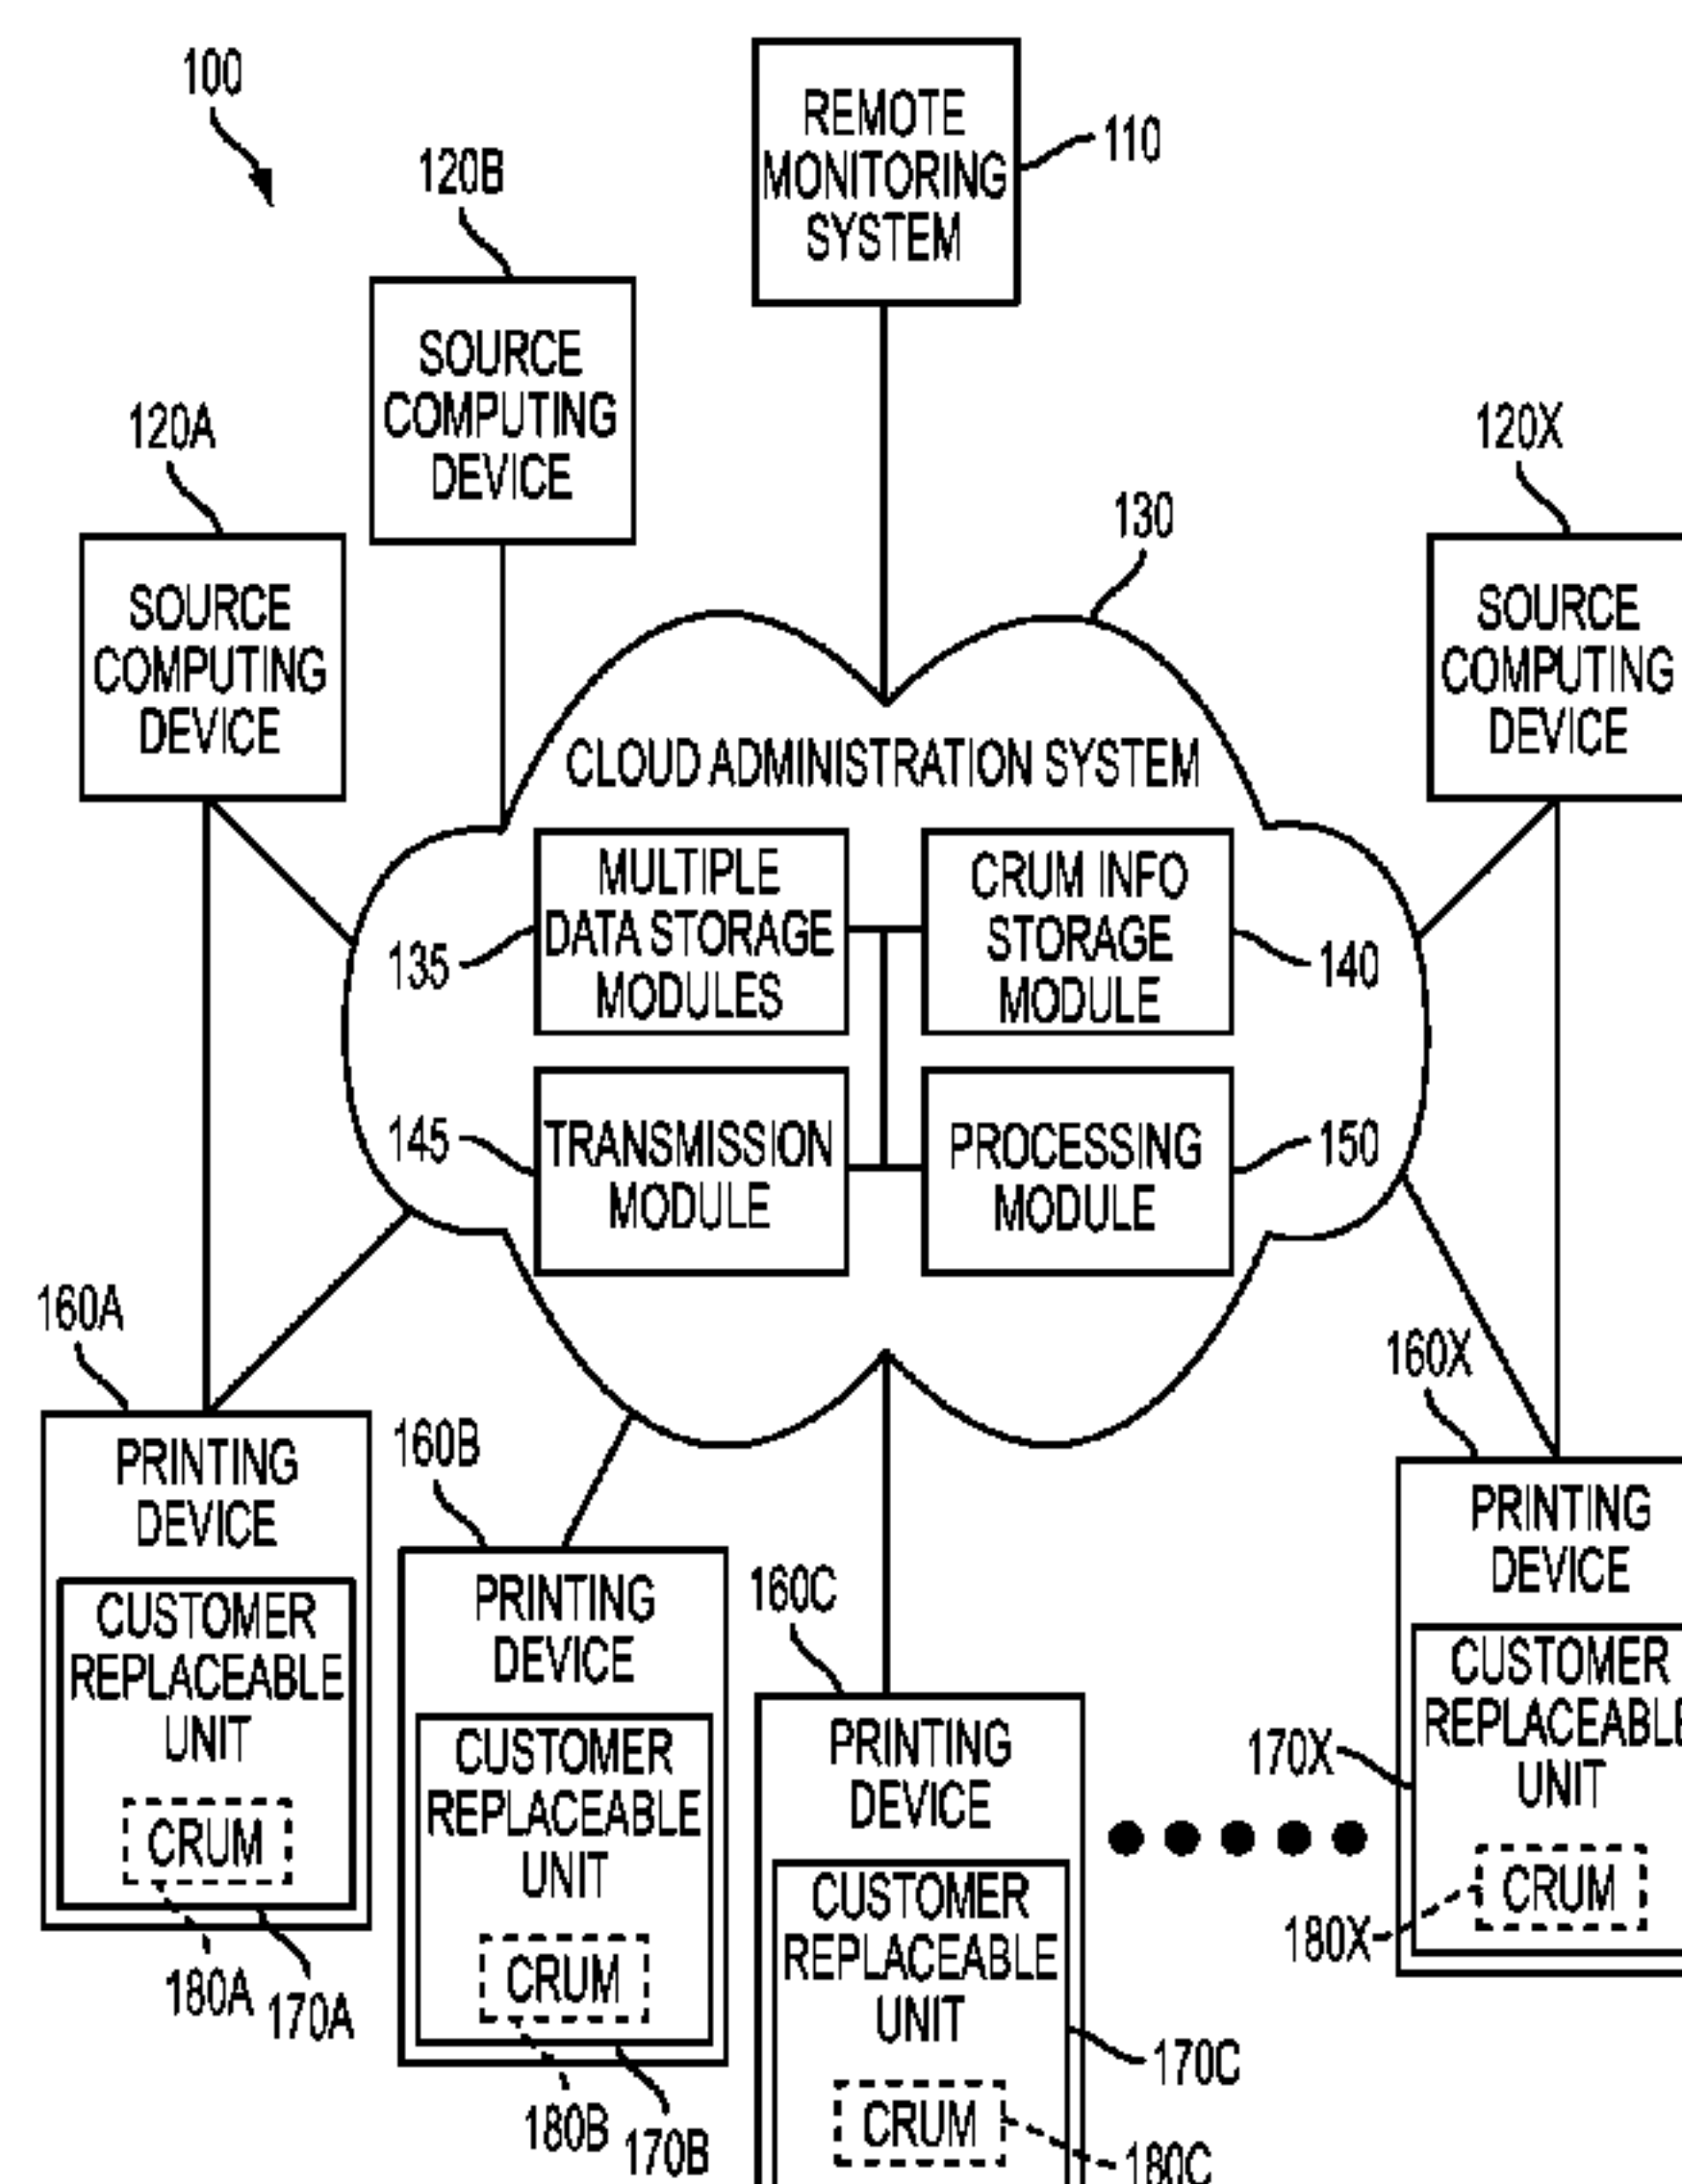 100
REMOTE
MONITORING
SYSTEM
110
120B
SOURCE
COMPUTING
DEVICE
120A
SOURCE
COMPUTING
DEVICE
120X
SOURCE
COMPUTING
DEVICE
130
CLOUD ADMINISTRATION SYSTEM
MULTIPLE
DATA STORAGE
MODULES
135
CRUM INFO
STORAGE
MODULE
140
145
TRANSMISSION
MODULE
PROCESSING
MODULE
150
160A
PRINTING
DEVICE
CUSTOMER
REPLACEABLE
UNIT
CRUM
180A
170A
160B
PRINTING
DEVICE
CUSTOMER
REPLACEABLE
UNIT
CRUM
180B
170B
160C
PRINTING
DEVICE
CUSTOMER
REPLACEABLE
UNIT
CRUM
170C
180C
160X
PRINTING
DEVICE
CUSTOMER
REPLACEABLE
UNIT
CRUM
170X
180X